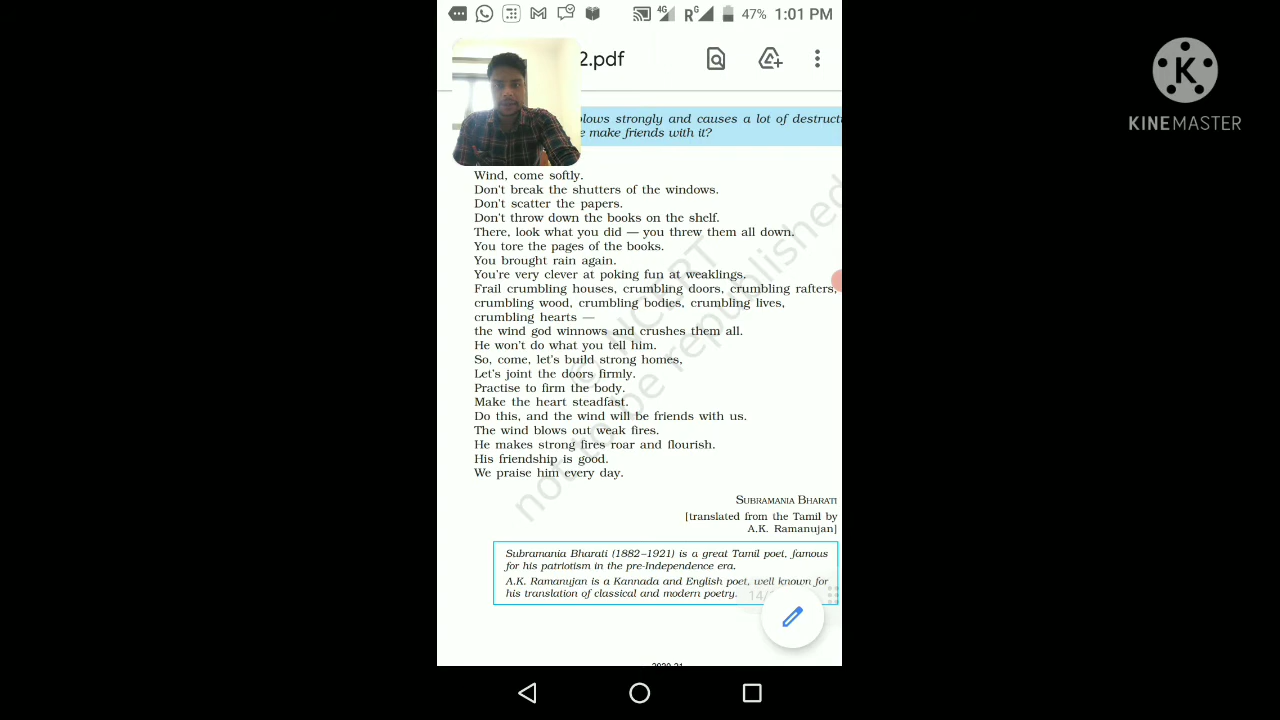 4G
R G
47% 1:01 PM
2.pdf
K
KINEMASTER
blows strongly and causes a lot of
make friends with it?
Wind, come softly.
Don't break the shutters of the windows.
Don't scatter the papers.
Don't throw down the books on the shelf.
There, look what you did — you threw them all down.
You tore the pages of the books.
You brought rain again.
You're very clever at poking fun at weaklings.
Frail crumbling houses, crumbling doors, crumbling rafters,
crumbling wood, crumbling bodies, crumbling lives,
crumbling hearts —
the wind god winnows and crushes them all.
He won't do what you tell him.
So, come, let's build strong homes,
Let's joint the doors firmly.
Practise to firm the body.
Make the heart steadfast.
Do this, and the wind will be friends with us.
The wind blows out weak fires.
He makes strong fires roar and flourish.
His friendship is good.
We praise him every day.
© NCERT
not to be republished
SUBRAMANIA BHARATI
[translated from the Tamil by
A.K. Ramanujan]
Subramania Bharati (1882–1921) is a great Tamil poet, famous
for his patriotism in the pre-Independence era.
A.K. Ramanujan is a Kannada and English poet, well known for
his translation of classical and modern poetry.
14/
2020-21